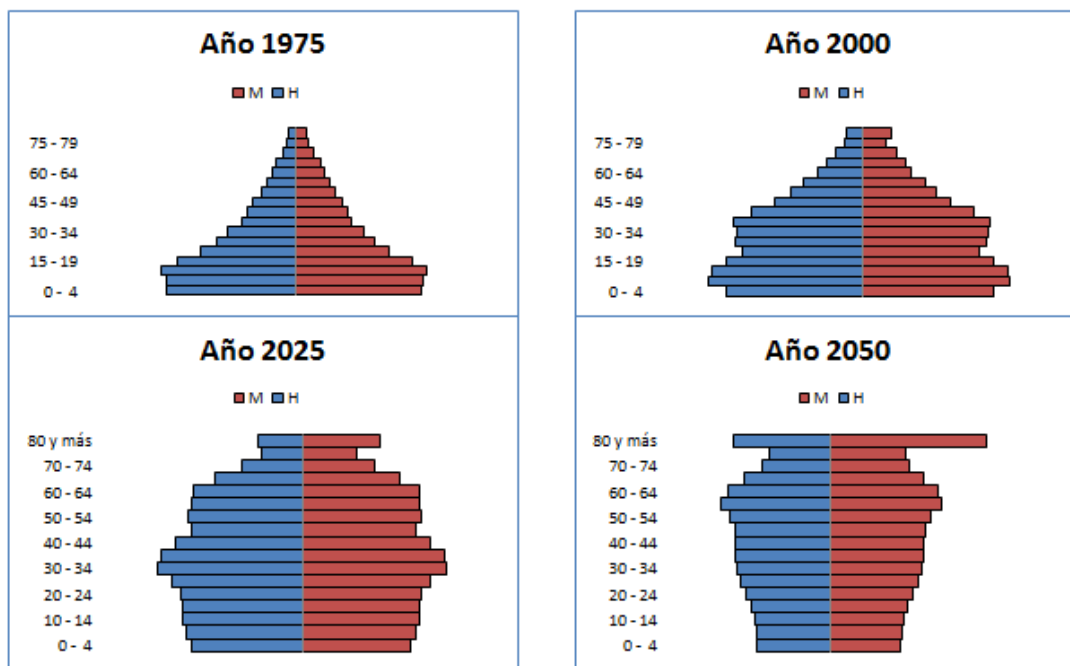 Año 1975
M H
75 - 79
60 - 64
45 - 49
30 - 34
15 - 19
0 - 4
Año 2000
M H
75 - 79
60 - 64
45 - 49
30 - 34
15 - 19
0 - 4
Año 2025
M H
80 y más
70 - 74
60 - 64
50 - 54
40 - 44
30 - 34
20 - 24
10 - 14
0 - 4
Año 2050
M H
80 y más
70 - 74
60 - 64
50 - 54
40 - 44
30 - 34
20 - 24
10 - 14
0 - 4